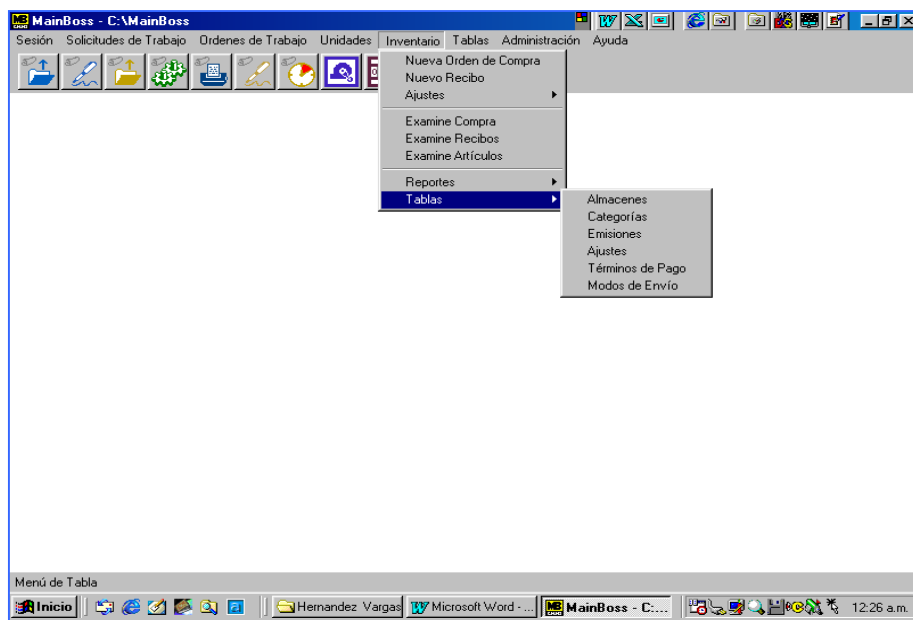 MainBoss - C:\MainBoss
Sesión Solicitudes de Trabajo Ordenes de Trabajo Unidades Inventario Tablas Administración Ayuda
Nueva Orden de Compra
Nuevo Recibo
Ajustes
Examine Compra
Examine Recibos
Examine Artículos
Reportes
Tablas
Almacenes
Categorías
Emisiones
Ajustes
Términos de Pago
Modos de Envío
Menú de Tabla
Inicio Hernandez Vargas Microsoft Word - ... MainBoss - C:... 12:26 a.m.